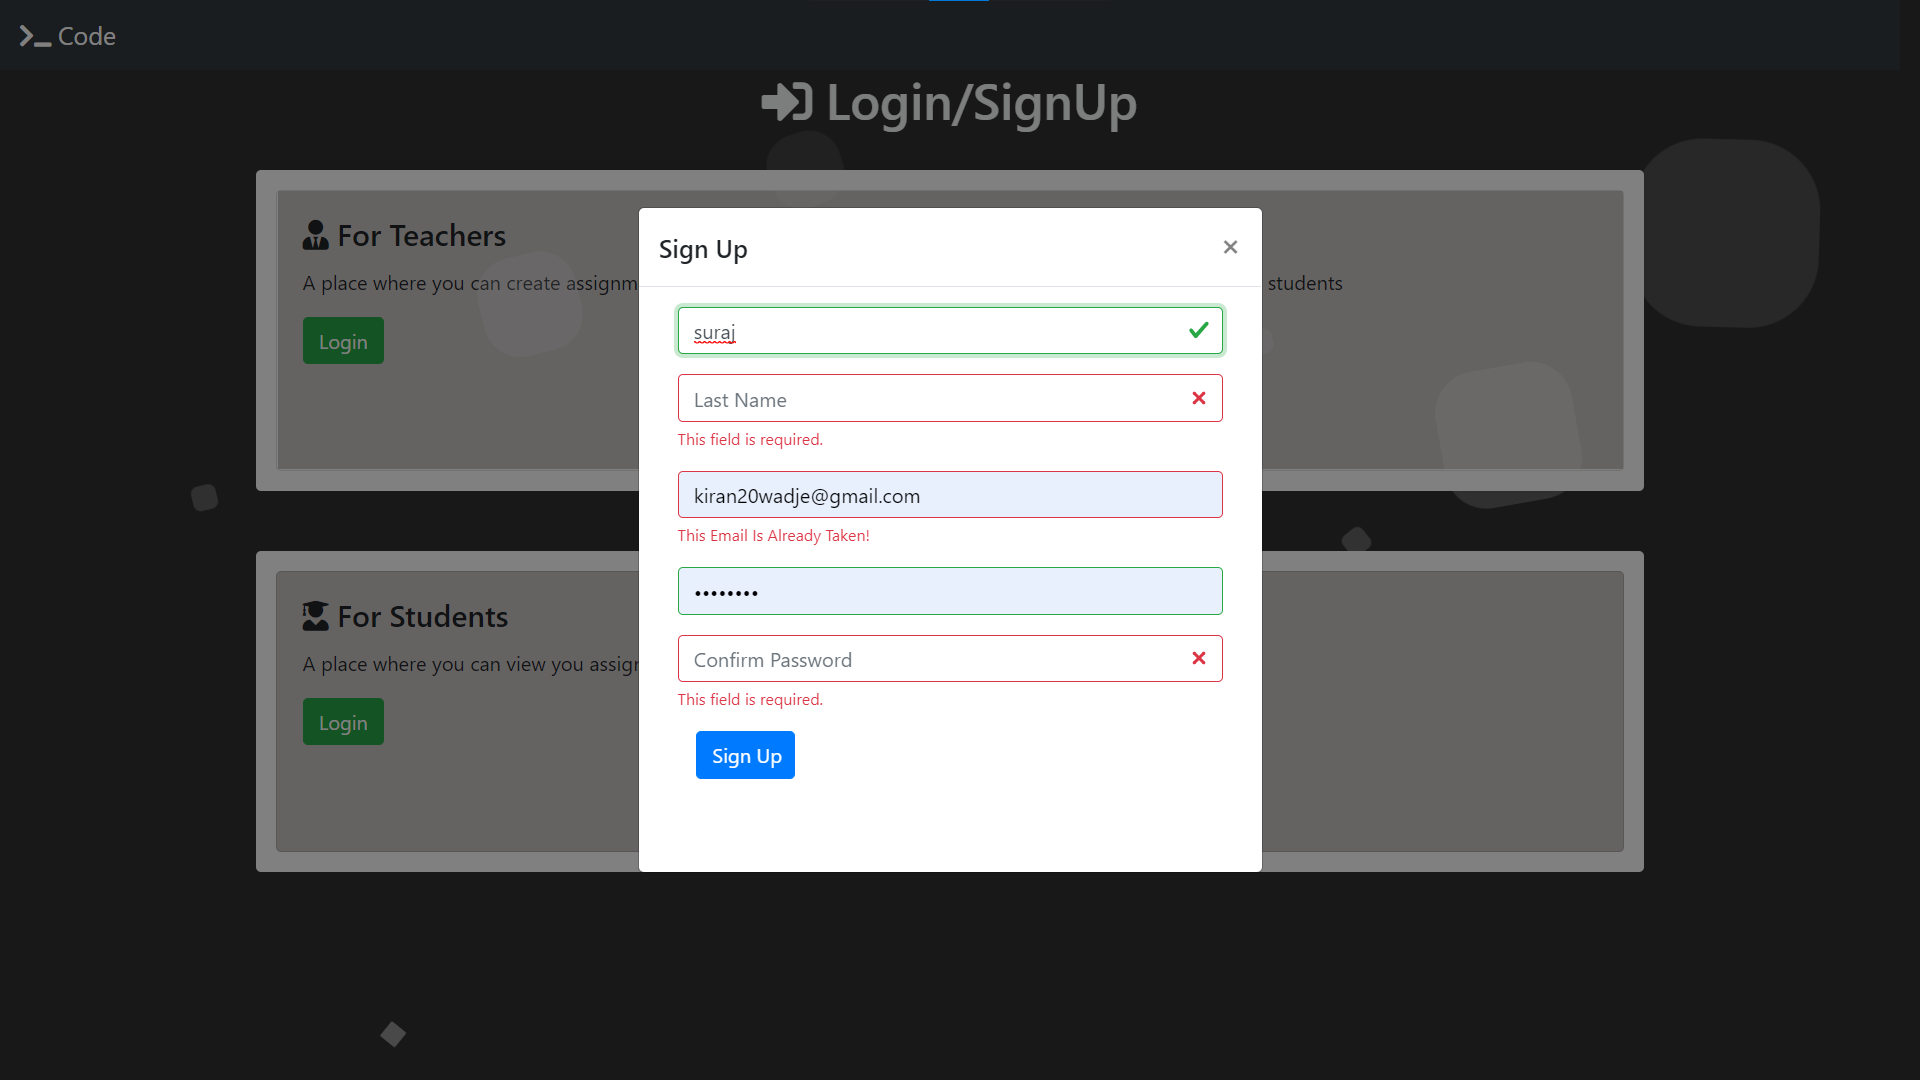 Code
Login/SignUp
For Teachers
A place where you can create assignm
students
Login
Sign Up
×
suraj
Last Name
This field is required.
kiran20wadje@gmail.com
This Email Is Already Taken!
••••••••
Confirm Password
This field is required.
Sign Up
For Students
A place where you can view you assign
Login